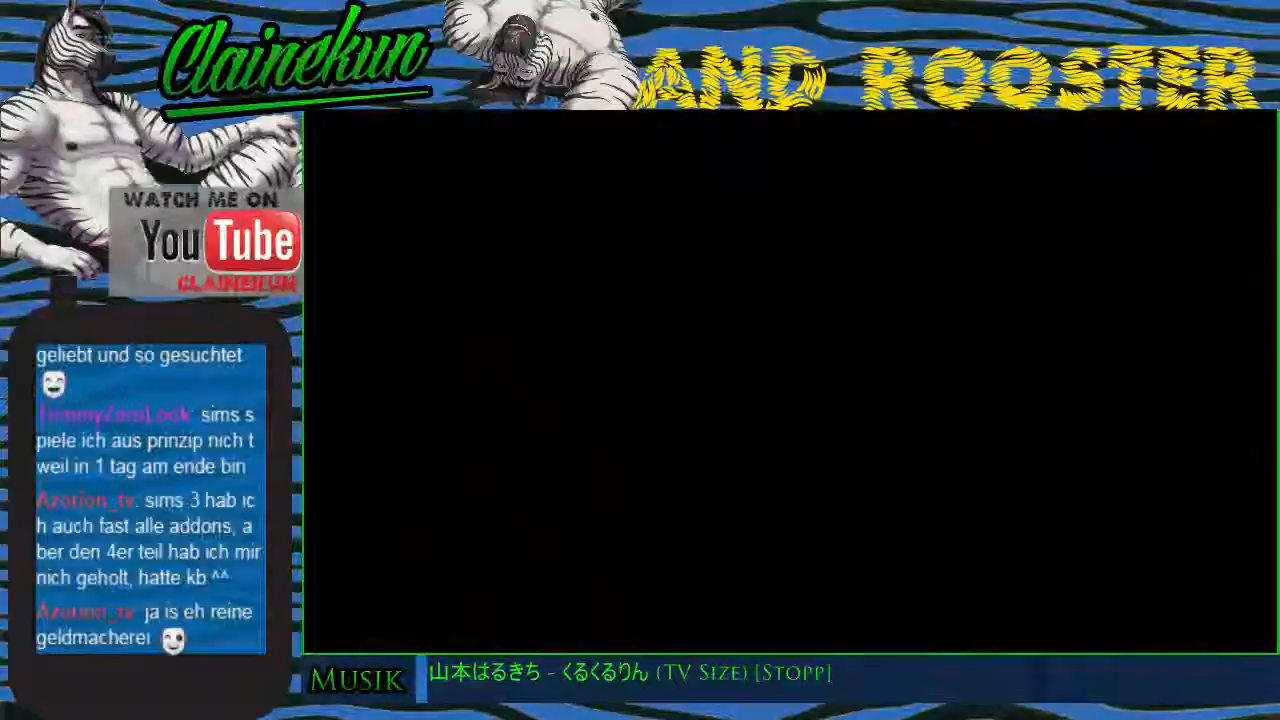 Clainekun
AND ROOSTER
WATCH ME ON
YouTube
CLAINEKUN
geliebt und so gesuchtet
TommyZeroLook: sims s
piele ich aus prinzip nich t
weil in 1 tag am ende bin
Azotion_tv: sims 3 hab ic
h auch fast alle addons, a
ber den 4er teil hab ich mir
nich geholt, hatte kb ^^
Azotion_tv: ja is eh reine
geldmacherei
Musik
山本はるきち - くるくるりん (TV Size) [Stopp]